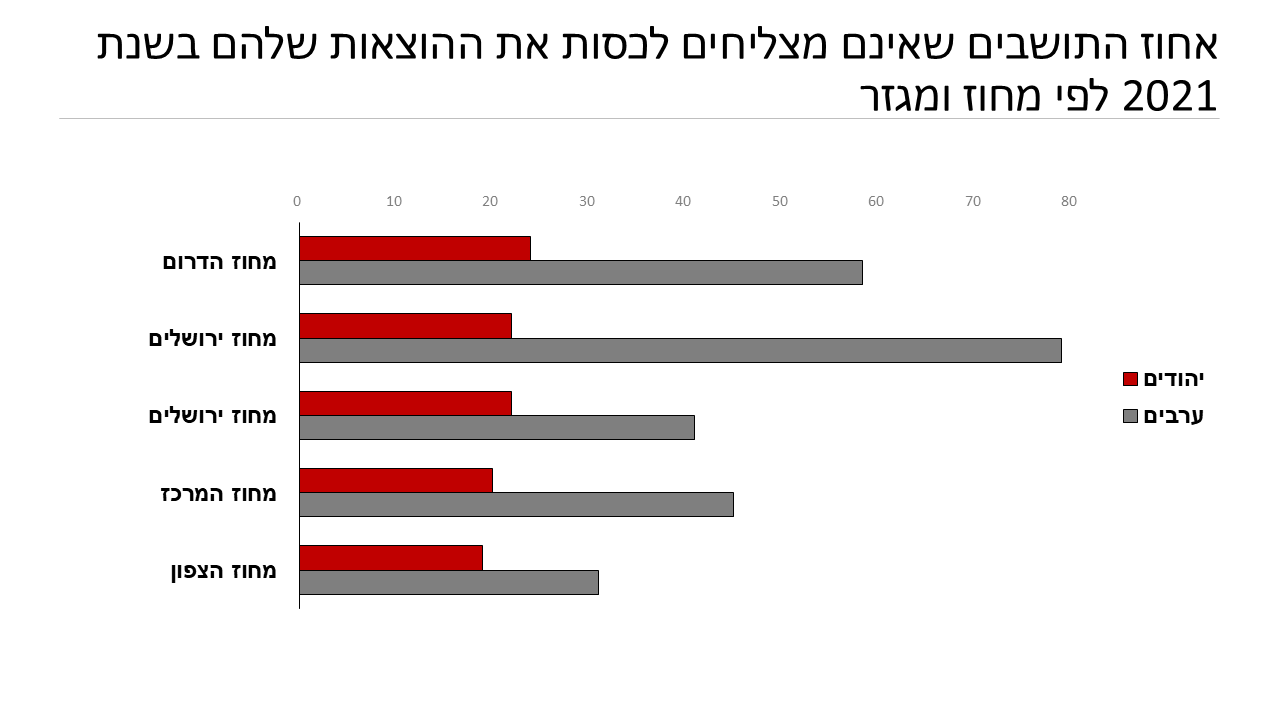 אחוז התושבים שאינם מצליחים לכסות את ההוצאות שלהם בשנת
2021 לפי מחוז ומגזר
0 10 20 30 40 50 60 70 80
מחוז הדרום
מחוז ירושלים
מחוז ירושלים
מחוז המרכז
מחוז הצפון
יהודים
ערבים